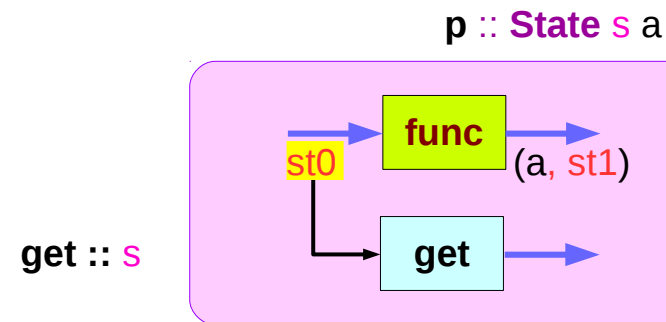 p :: State s a
func
st0
(a, st1)
get :: s
get